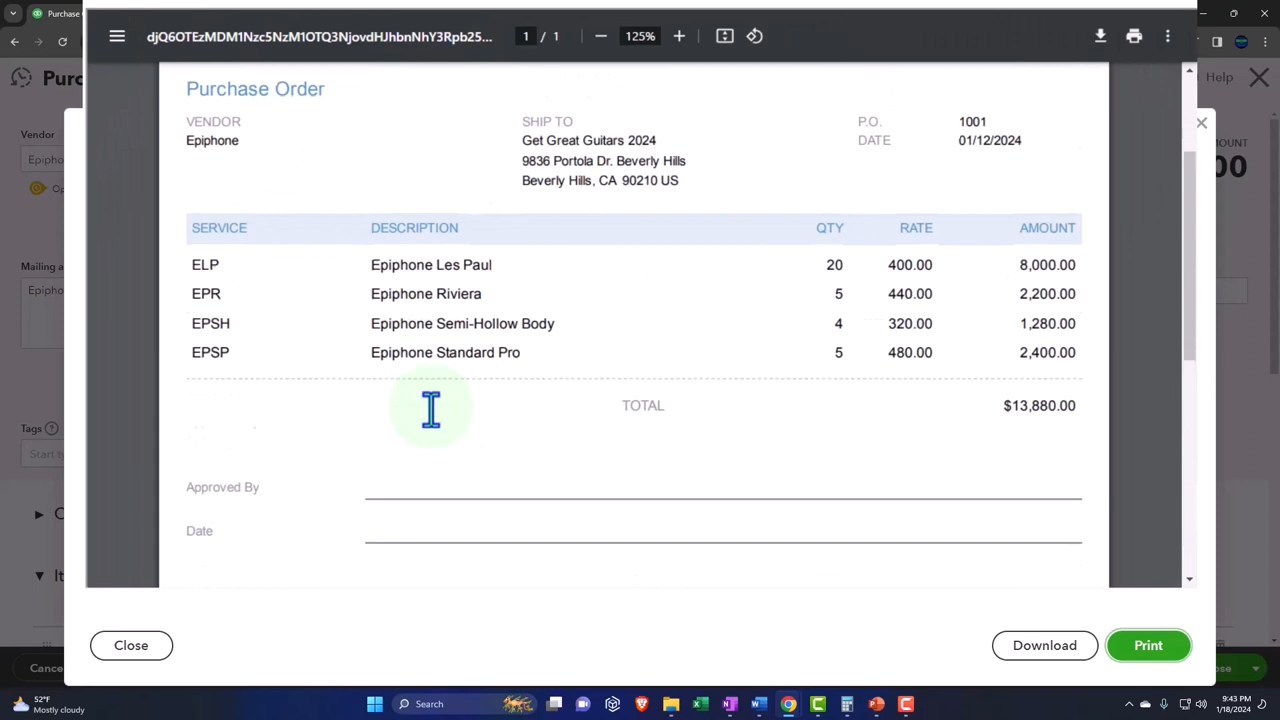 djQ6OTEzMDM1Nzc5NzM1OTQ3NjovdHJhbnNhY3Rpb25...
1 / 1
125%
Purc
Help
Purchase Order
VENDOR
Epiphone
SHIP TO
Get Great Guitars 2024
9836 Portola Dr. Beverly Hills
Beverly Hills, CA 90210 US
P.O. 1001
DATE 01/12/2024
Vendor
Mailing a
Tags
SERVICE DESCRIPTION QTY RATE AMOUNT
ELP Epiphone Les Paul 20 400.00 8,000.00
EPR Epiphone Riviera 5 440.00 2,200.00
EPSH Epiphone Semi-Hollow Body 4 320.00 1,280.00
EPSP Epiphone Standard Pro 5 480.00 2,400.00
TOTAL $13,880.00
Approved By
Date
Close
Download
Print
52°F
Mostly cloudy
Search
9:43 PM
1/18/2024